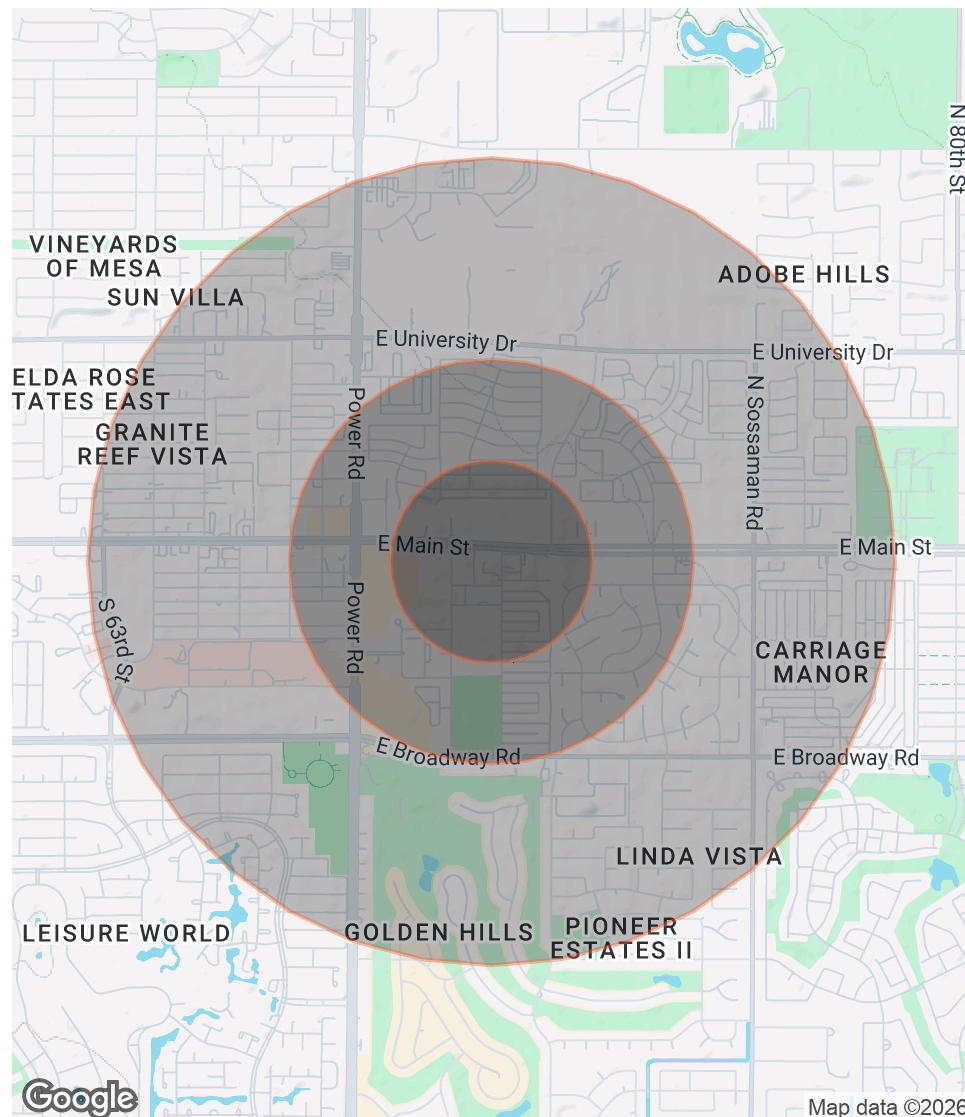 N 80th St
VINEYARDS
OF MESA
SUN VILLA
ADOBE HILLS
E University Dr
E University Dr
ELDA ROSE
TATES EAST
GRANITE
REEF VISTA
Power Rd
N Sossaman Rd
E Main St
E Main St
S 63rd St
Power Rd
CARRIAGE
MANOR
E Broadway Rd
E Broadway Rd
LINDA VISTA
LEISURE WORLD
GOLDEN HILLS
PIONEER
ESTATES II
Google
Map data ©2026